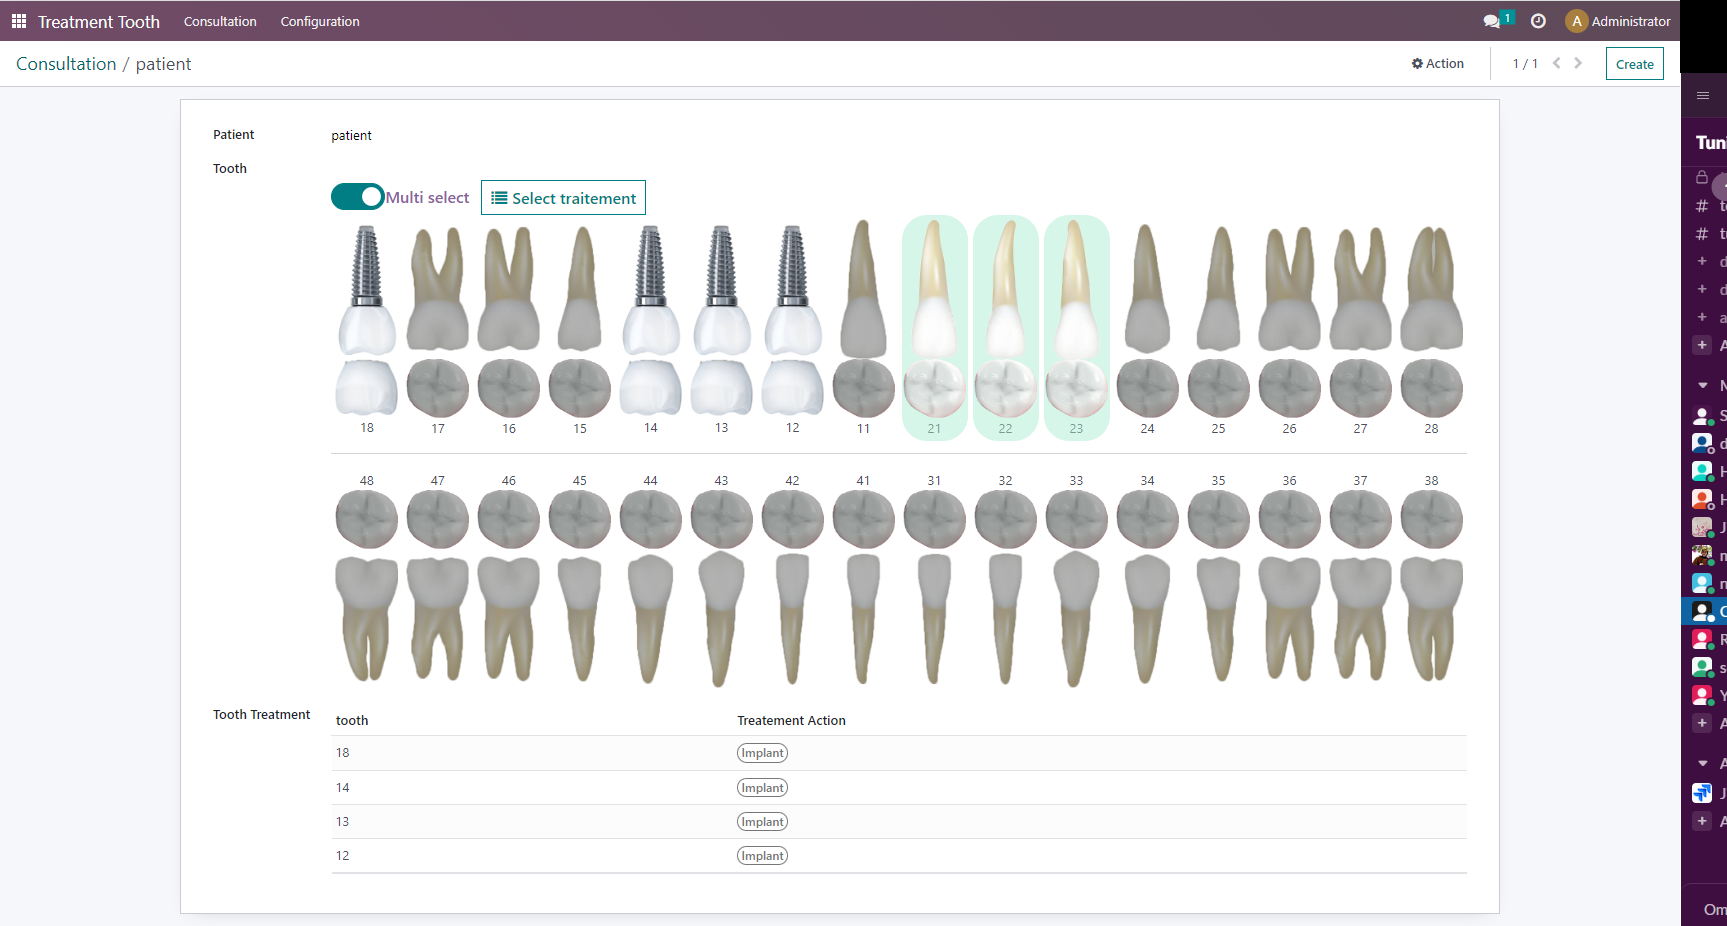 Treatment Tooth Consultation Configuration 1 A Administrator
Consultation / patient Action 1 / 1 Create
Patient patient
Tooth
Multi select Select traitement
18 17 16 15 14 13 12 11 21 22 23 24 25 26 27 28
48 47 46 45 44 43 42 41 31 32 33 34 35 36 37 38
Tooth Treatment
tooth Treatement Action
18 Implant
14 Implant
13 Implant
12 Implant